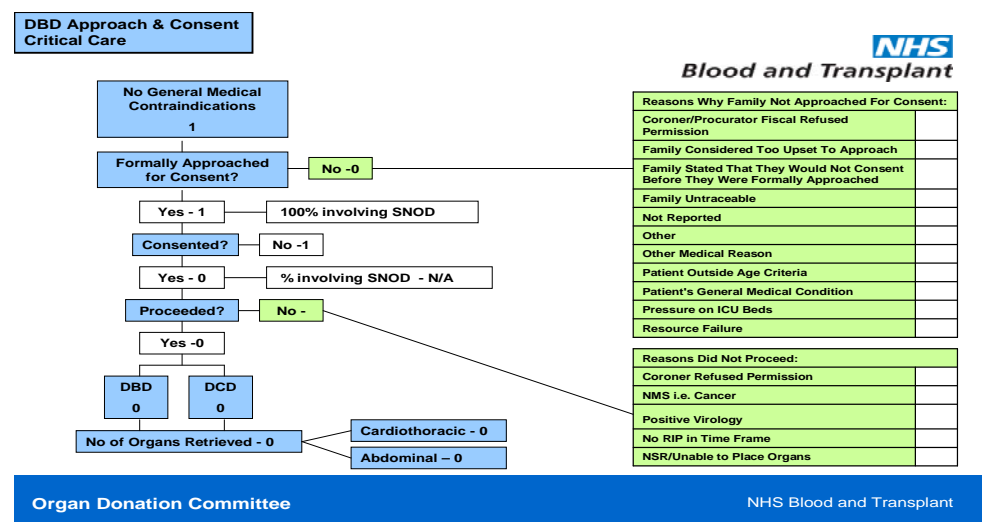 DBD Approach & Consent
Critical Care
NHS
Blood and Transplant
No General Medical
Contraindications
1
Formally Approached
for Consent?
No -0
Yes - 1
100% involving SNOD
Consented?
No -1
Yes - 0
% involving SNOD - N/A
Proceeded?
No -
Yes -0
DBD
0
DCD
0
No of Organs Retrieved - 0
Cardiothoracic - 0
Abdominal – 0
Reasons Why Family Not Approached For Consent:
Coroner/Procurator Fiscal Refused
Permission
Family Considered Too Upset To Approach
Family Stated That They Would Not Consent
Before They Were Formally Approached
Family Untraceable
Not Reported
Other
Other Medical Reason
Patient Outside Age Criteria
Patient's General Medical Condition
Pressure on ICU Beds
Resource Failure
Reasons Did Not Proceed:
Coroner Refused Permission
NMS i.e. Cancer
Positive Virology
No RIP in Time Frame
NSR/Unable to Place Organs
Organ Donation Committee
NHS Blood and Transplant